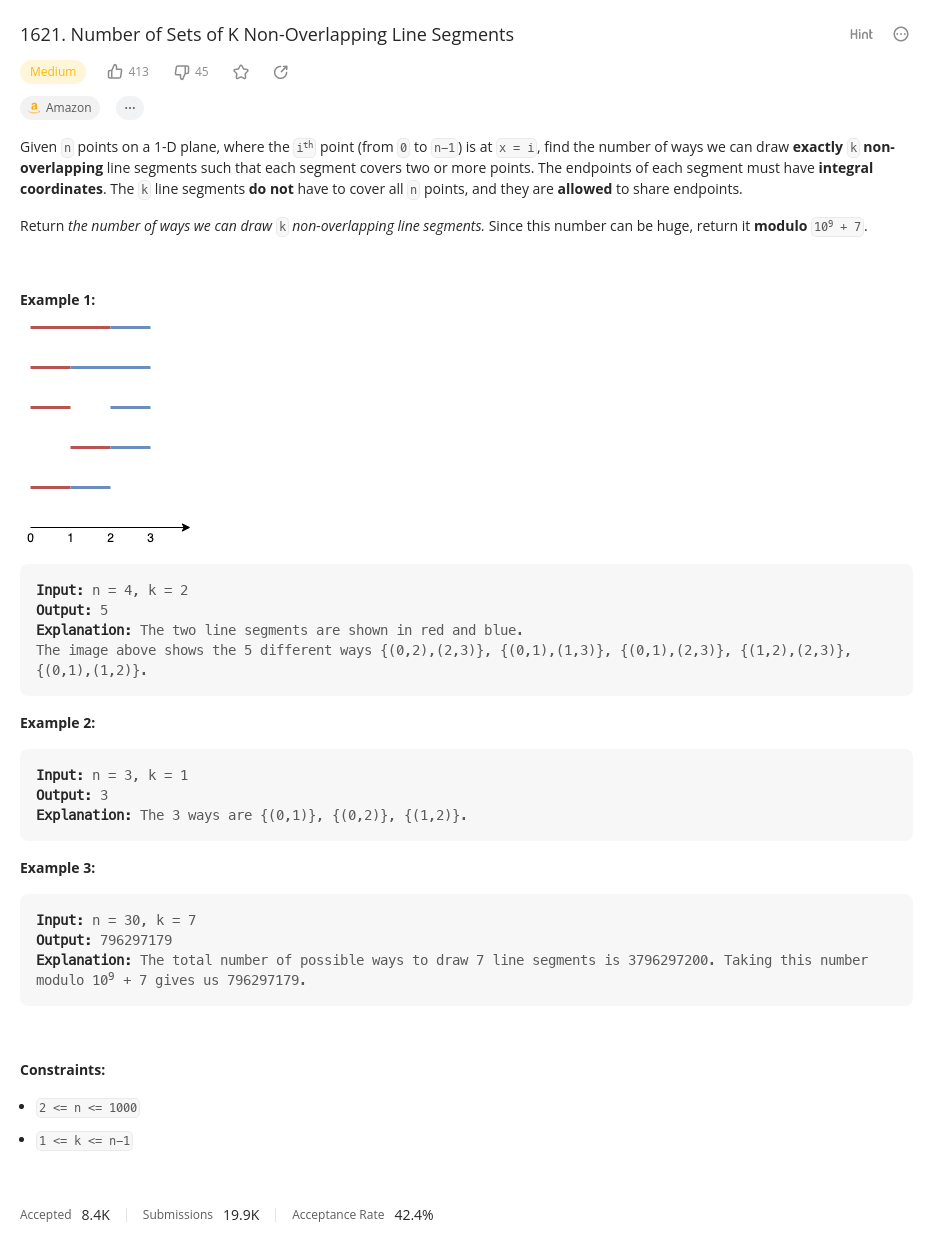 1621. Number of Sets of K Non-Overlapping Line Segments
Hint
Medium
413
45
Amazon
Given n points on a 1-D plane, where the ith point (from 0 to n-1) is at x = i, find the number of ways we can draw exactly k non-
overlapping line segments such that each segment covers two or more points. The endpoints of each segment must have integral
coordinates. The k line segments do not have to cover all n points, and they are allowed to share endpoints.
Return the number of ways we can draw k non-overlapping line segments. Since this number can be huge, return it modulo 10⁹ + 7.
Example 1:
0 1 2 3
Input: n = 4, k = 2
Output: 5
Explanation: The two line segments are shown in red and blue.
The image above shows the 5 different ways {(0,2),(2,3)}, {(0,1),(1,3)}, {(0,1),(2,3)}, {(1,2),(2,3)},
{(0,1),(1,2)}.
Example 2:
Input: n = 3, k = 1
Output: 3
Explanation: The 3 ways are {(0,1)}, {(0,2)}, {(1,2)}.
Example 3:
Input: n = 30, k = 7
Output: 796297179
Explanation: The total number of possible ways to draw 7 line segments is 3796297200. Taking this number
modulo 10⁹ + 7 gives us 796297179.
Constraints:
2 <= n <= 1000
1 <= k <= n-1
Accepted 8.4K Submissions 19.9K Acceptance Rate 42.4%